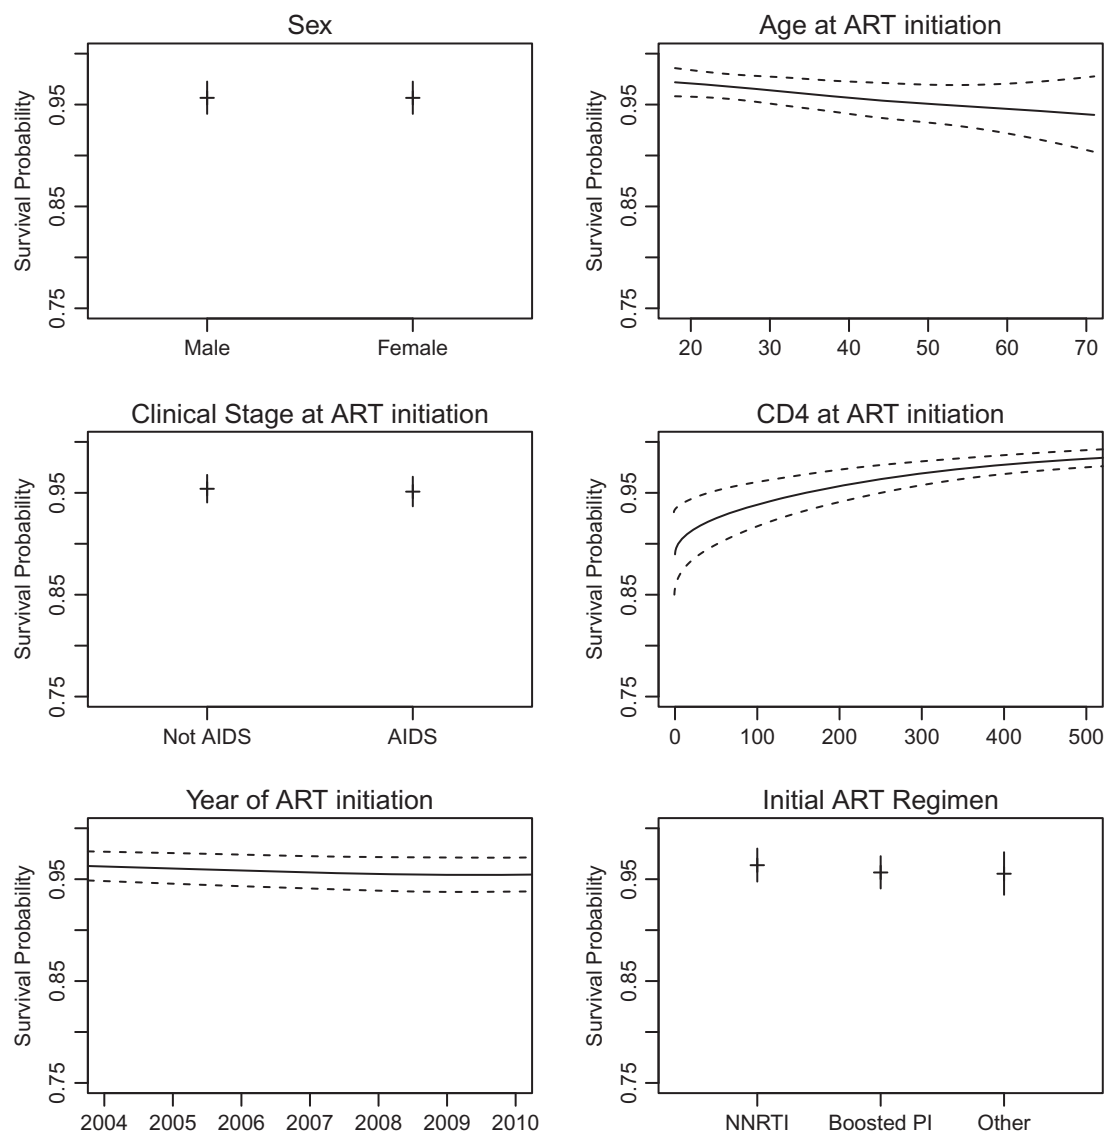 Sex
Survival Probability
0.95
0.85
0.75
Male Female
Age at ART initiation
Survival Probability
0.95
0.85
0.75
20 30 40 50 60 70
Clinical Stage at ART initiation
Survival Probability
0.95
0.85
0.75
Not AIDS AIDS
CD4 at ART initiation
Survival Probability
0.95
0.85
0.75
0 100 200 300 400 500
Year of ART initiation
Survival Probability
0.95
0.85
0.75
2004 2005 2006 2007 2008 2009 2010
Initial ART Regimen
Survival Probability
0.95
0.85
0.75
NNRTI Boosted PI Other